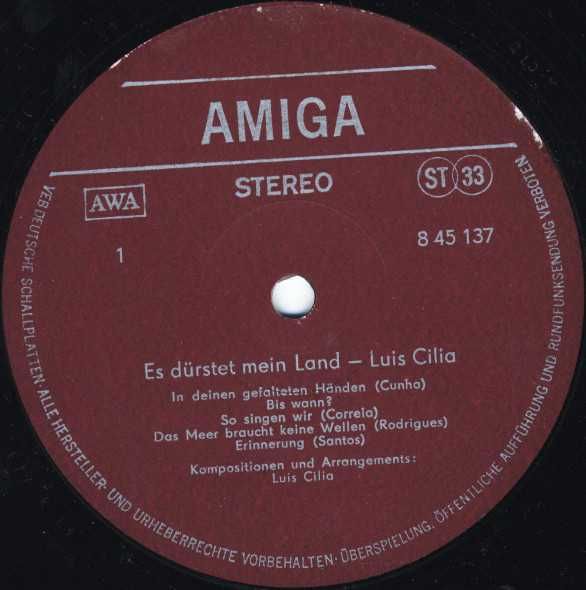 AMIGA
STEREO
ST 33
AWA
1
8 45 137
Es dürstet mein Land – Luis Cilia
In deinen gefalteten Händen (Cunha)
Bis wann?
So singen wir (Correia)
Das Meer braucht keine Wellen (Rodrigues)
Erinnerung (Santos)
Kompositionen und Arrangements:
Luis Cilia
VEB DEUTSCHE SCHALLPLATTEN · ALLE HERSTELLER- UND URHEBERRECHTE VORBEHALTEN · ÜBERSPIELUNG, ÖFFENTLICHE AUFFÜHRUNG UND RUNDFUNKSENDUNG VERBOTEN